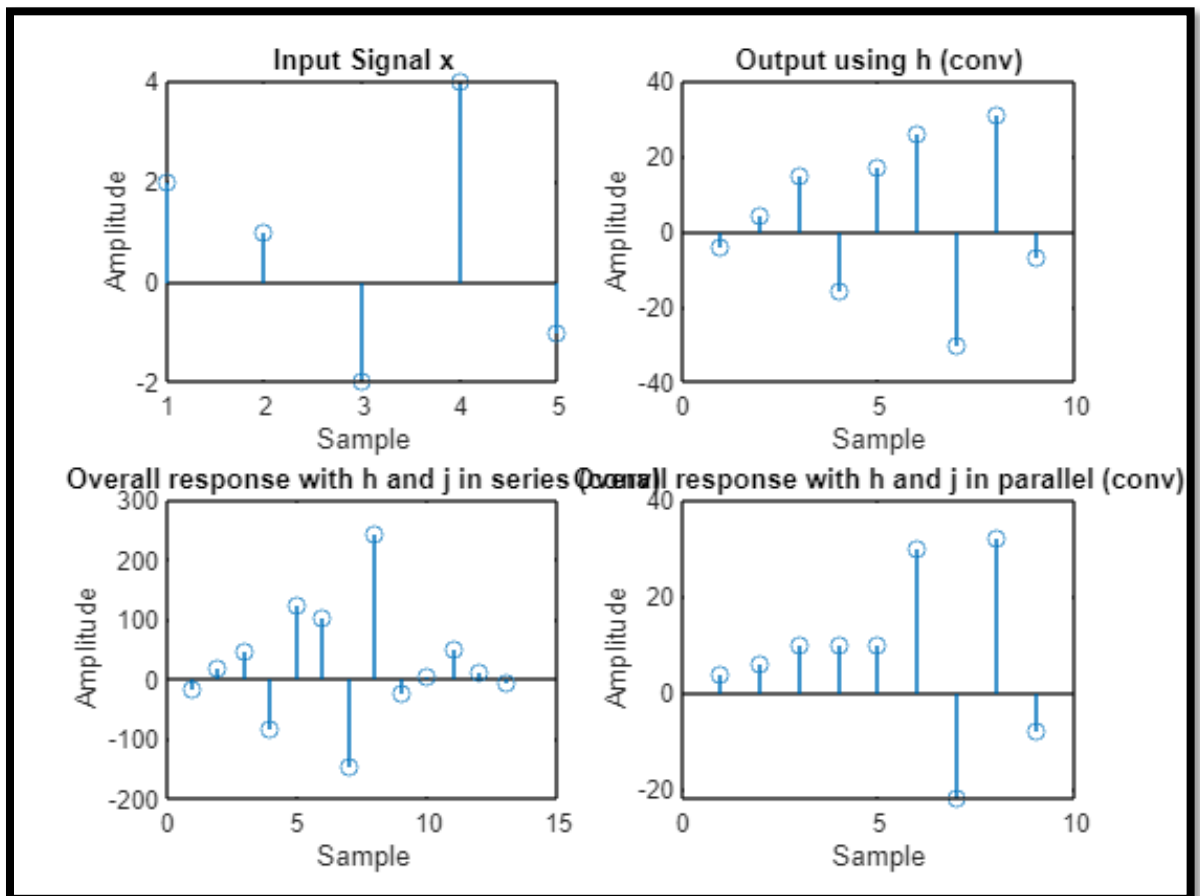 Input Signal x
Output using h (conv)
Amplitude
4
2
0
-2
1 2 3 4 5
Sample
Amplitude
40
20
0
-20
-40
0 5 10
Sample
Overall response with h and j in series (conv)
Overall response with h and j in parallel (conv)
Amplitude
300
200
100
0
-100
-200
0 5 10 15
Sample
Amplitude
40
20
0
-20
0 5 10
Sample